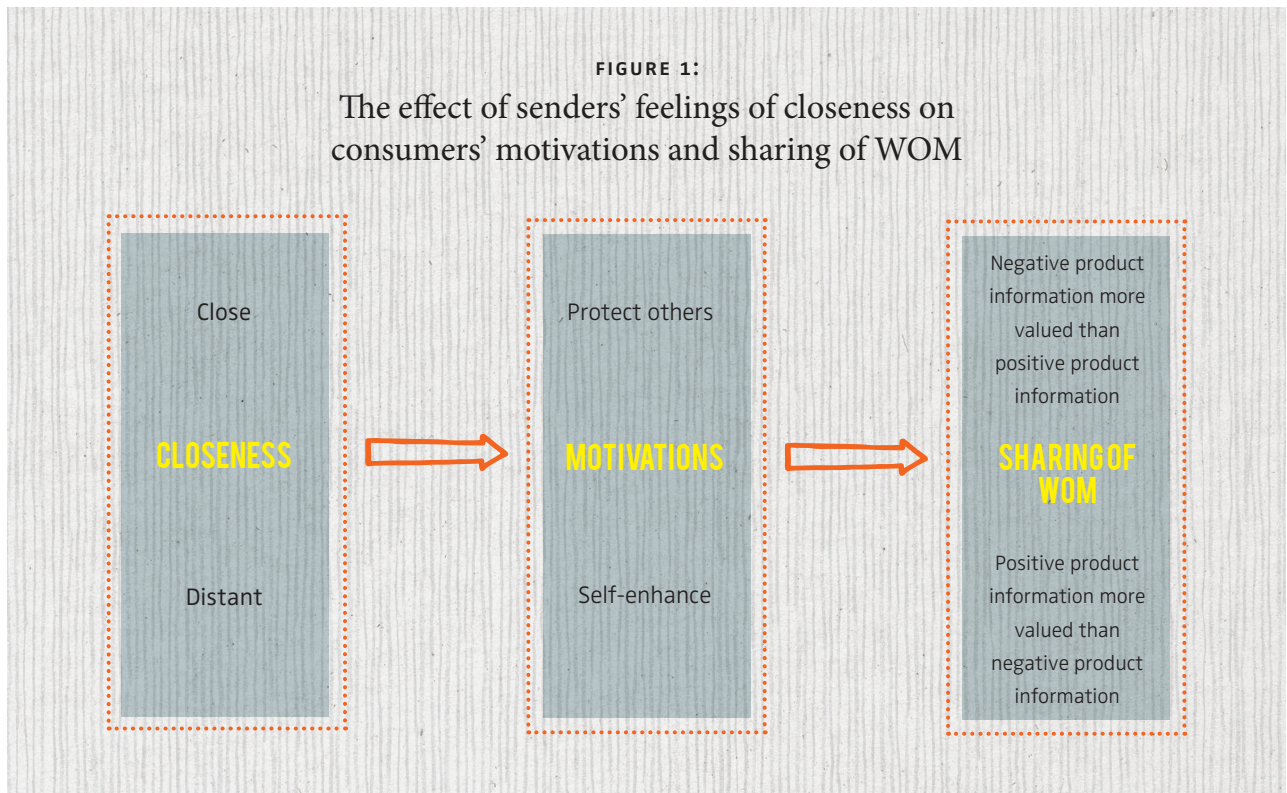 FIGURE 1:
The effect of senders’ feelings of closeness on
consumers’ motivations and sharing of WOM
Close
CLOSENESS
Distant
Protect others
MOTIVATIONS
Self-enhance
Negative product
information more
valued than
positive product
information
SHARING OF
WOM
Positive product
information more
valued than
negative product
information